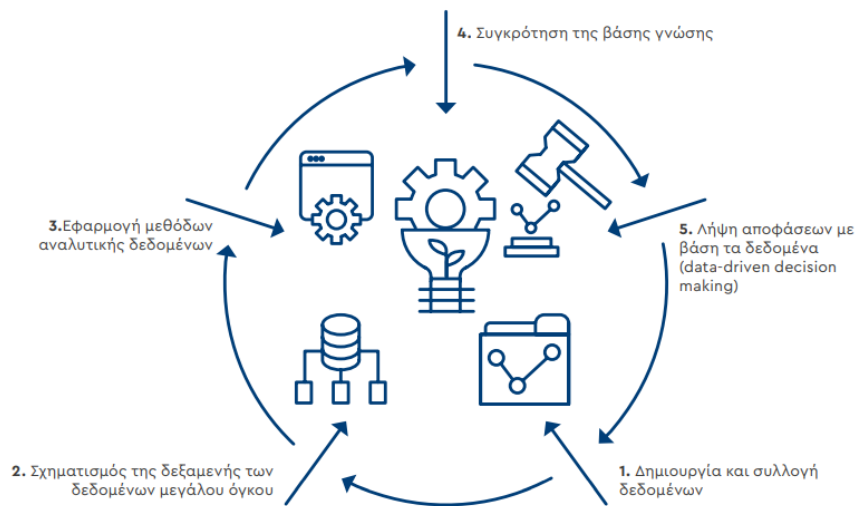 4. Συγκρότηση της βάσης γνώσης
3.Εφαρμογή μεθόδων
αναλυτικής δεδομένων
5. Λήψη αποφάσεων με
βάση τα δεδομένα
(data-driven decision
making)
2. Σχηματισμός της δεξαμενής των
δεδομένων μεγάλου όγκου
1. Δημιουργία και συλλογή
δεδομένων